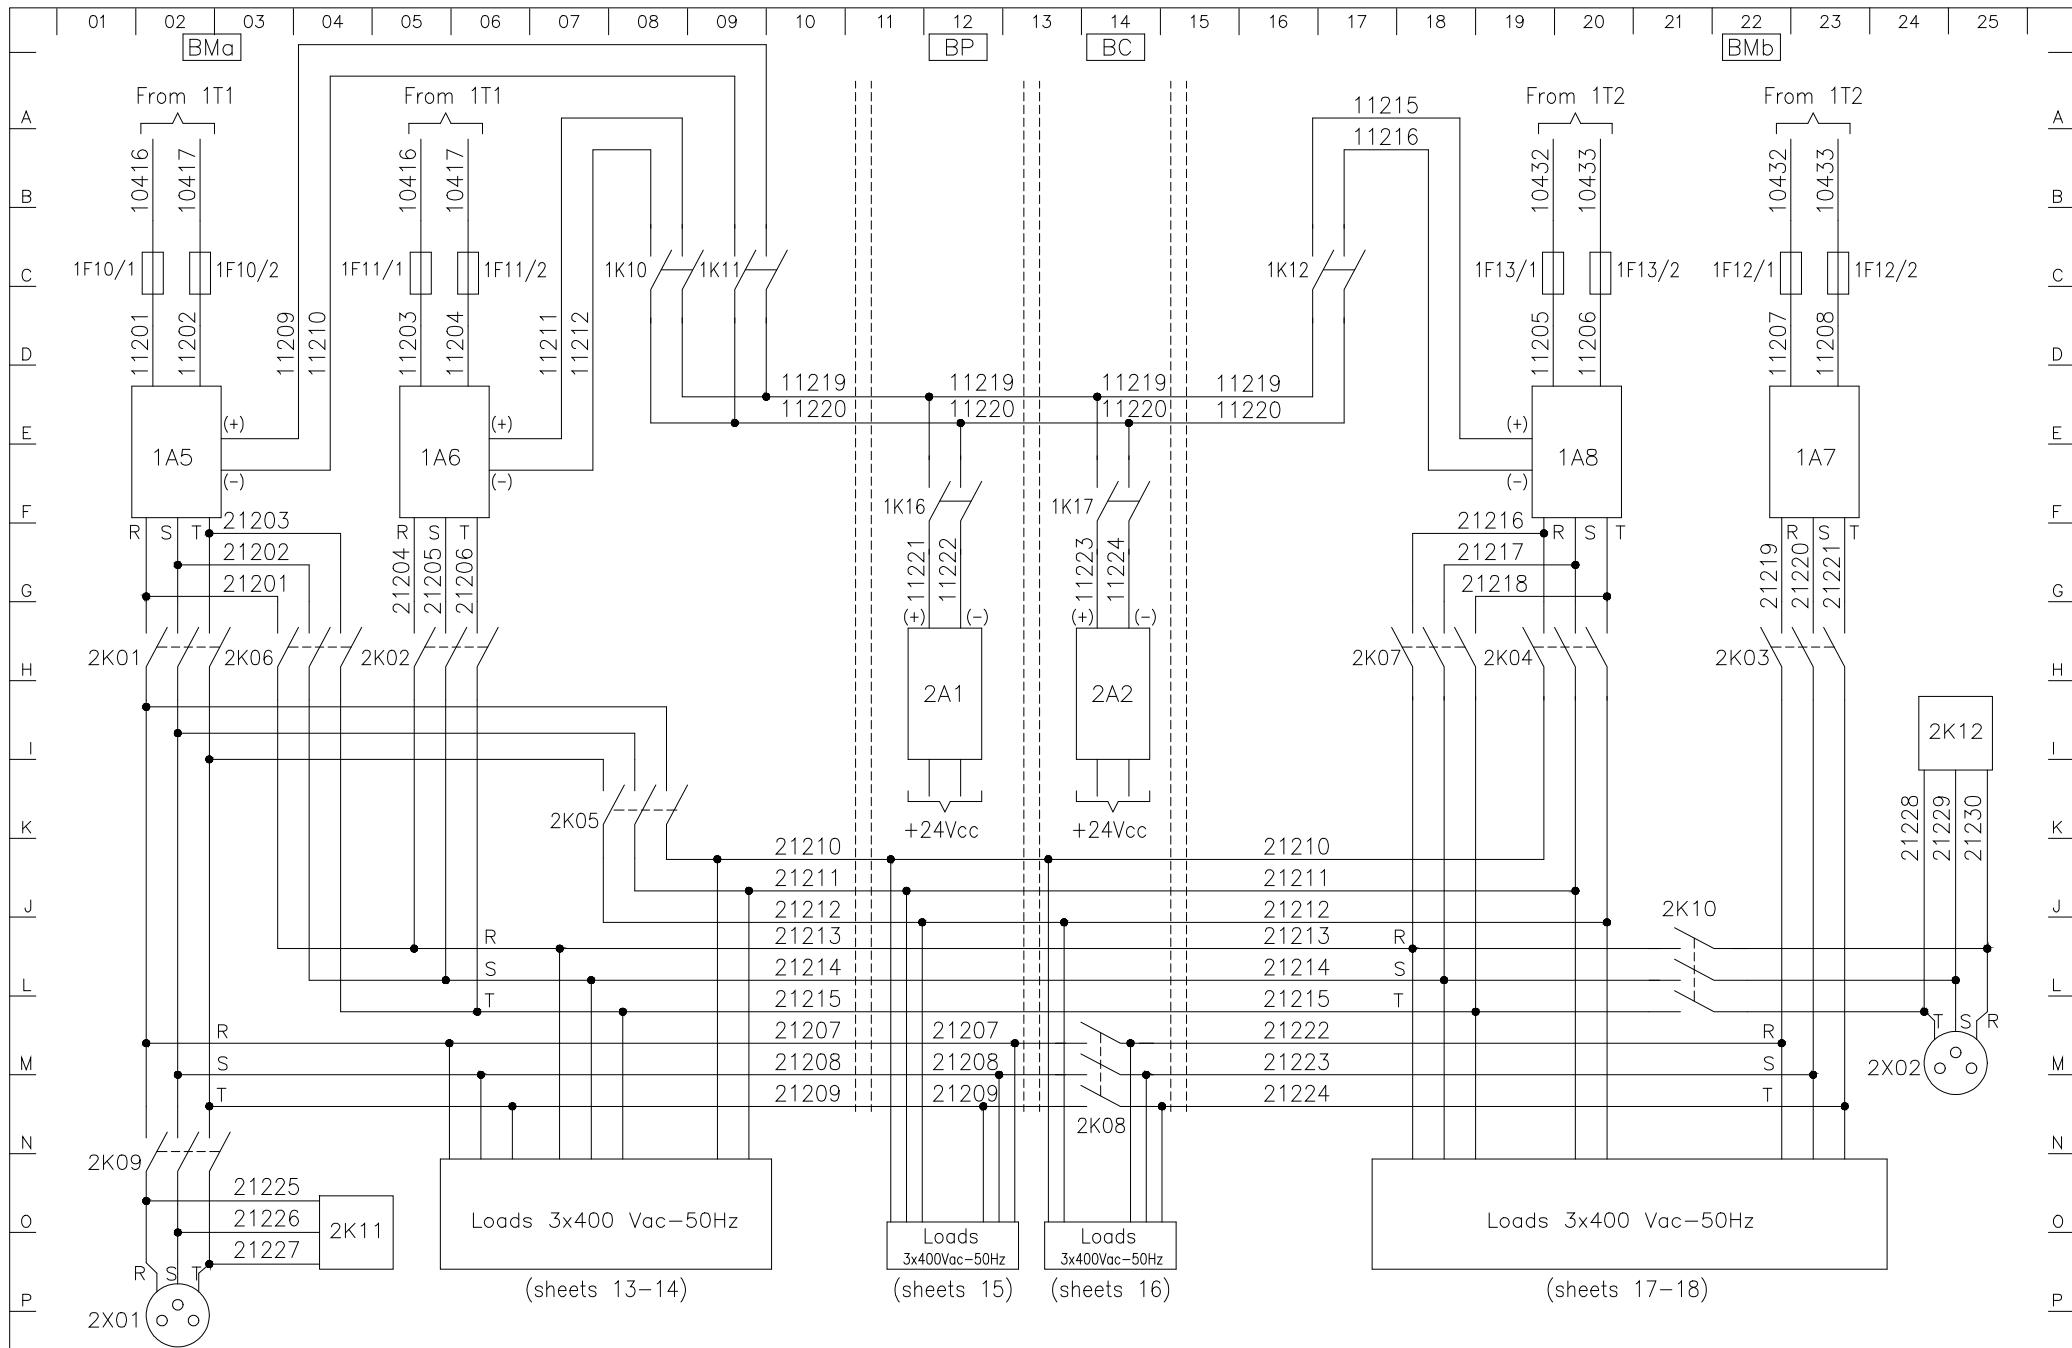 01 02 03 04 05 06 07 08 09 10 11 12 13 14 15 16 17 18 19 20 21 22 23 24 25
BMa BP BC BMb
From 1T1 From 1T1 From 1T2 From 1T2
A 11215 A
11216
10416 10417 10416 10417 10432 10433 10432 10433
B B
1F10/1 1F10/2 1F11/1 1F11/2 1K10 1K11 1K12 1F13/1 1F13/2 1F12/1 1F12/2
C C
11201 11202 11209 11210 11203 11204 11211 11212 11205 11206 11207 11208
D D
11219 11219 11219 11219
11220 11220 11220 11220
(+) (+) (+)
E E
1A5 1A6 1A8 1A7
(-) (-) (-)
1K16 1K17
F F
21203 21216
R S T R S T R S T R S T
21202 21217
21201 21218
21204 21205 21206 11221 11222 11223 11224 21219 21220 21221
G G
(+) (-) (+) (-)
2K01 2K06 2K02 2K07 2K04 2K03
H H
2A1 2A2
2K12
I I
2K05
+24Vcc +24Vcc
K K
21228 21229 21230
21210 21210
21211 21211
J J
21212 21212 2K10
R 21213 21213 R
S 21214 21214 S
L L
T 21215 21215 T
R 21207 21207 21222 R
T S R
S 21208 21208 21223 S
M M
2X02
T 21209 21209 21224 T
2K08
N N
2K09
21225
21226
O O
2K11
Loads 3x400 Vac-50Hz
Loads
3x400Vac-50Hz
Loads
3x400Vac-50Hz
Loads 3x400 Vac-50Hz
21227
R S T
(sheets 13-14) (sheets 15) (sheets 16) (sheets 17-18)
P P
2X01